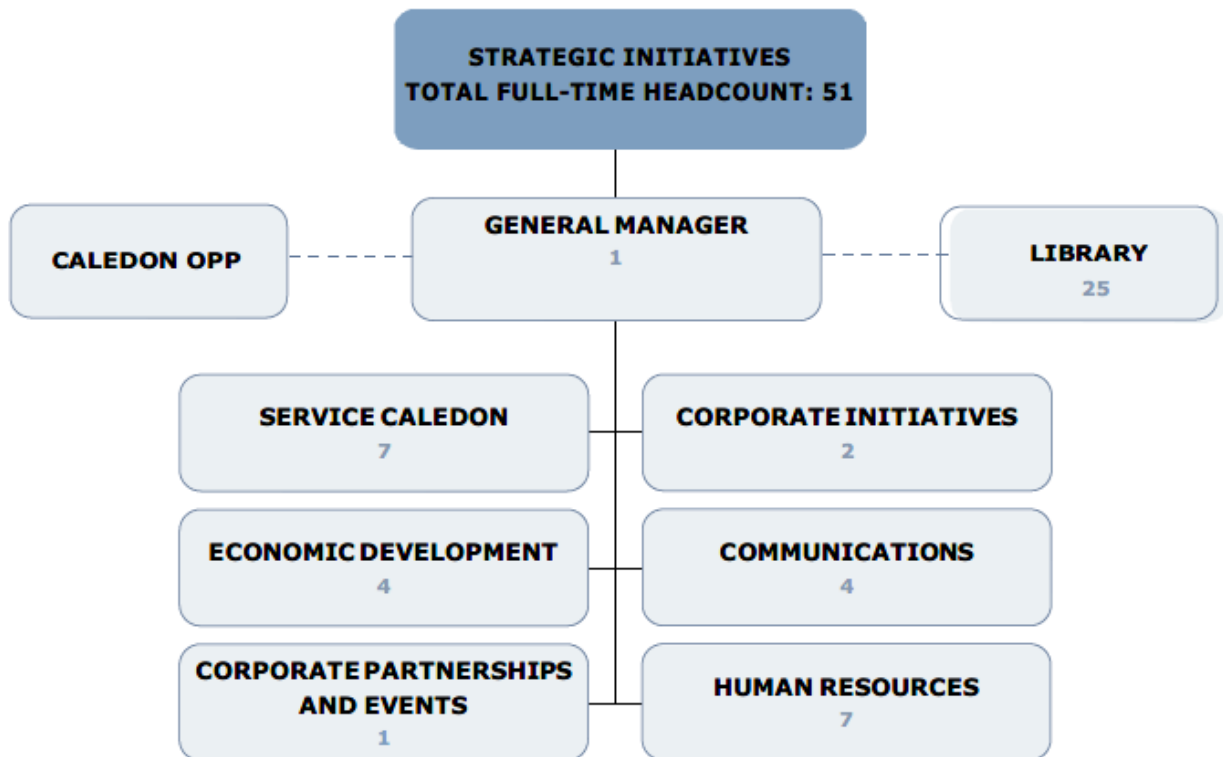 STRATEGIC INITIATIVES
TOTAL FULL-TIME HEADCOUNT: 51
GENERAL MANAGER
1
CALEDON OPP
LIBRARY
25
SERVICE CALEDON
7
CORPORATE INITIATIVES
2
ECONOMIC DEVELOPMENT
4
COMMUNICATIONS
4
CORPORATE PARTNERSHIPS
AND EVENTS
1
HUMAN RESOURCES
7